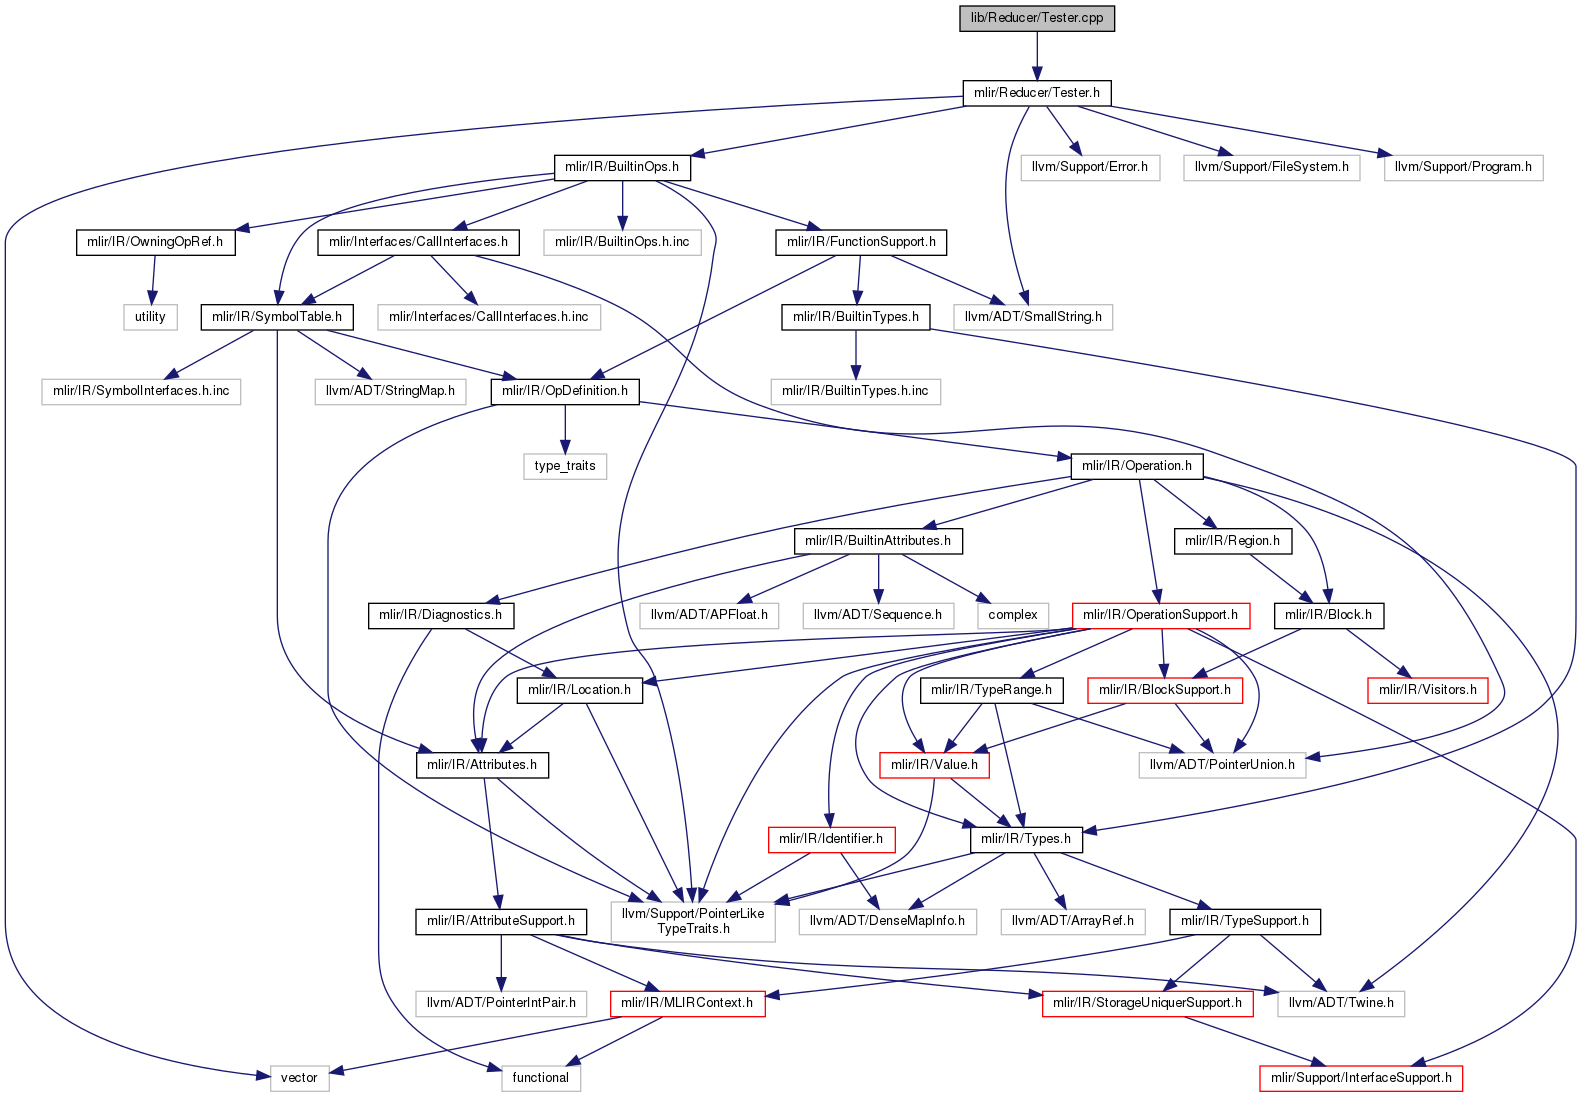 lib/Reducer/Tester.cpp
mlir/Reducer/Tester.h
mlir/IR/BuiltinOps.h
llvm/Support/Error.h
llvm/Support/FileSystem.h
llvm/Support/Program.h
mlir/IR/OwningOpRef.h
mlir/Interfaces/CallInterfaces.h
mlir/IR/BuiltinOps.h.inc
mlir/IR/FunctionSupport.h
utility
mlir/IR/SymbolTable.h
mlir/Interfaces/CallInterfaces.h.inc
mlir/IR/BuiltinTypes.h
llvm/ADT/SmallString.h
mlir/IR/SymbolInterfaces.h.inc
llvm/ADT/StringMap.h
mlir/IR/OpDefinition.h
mlir/IR/BuiltinTypes.h.inc
type_traits
mlir/IR/Operation.h
mlir/IR/BuiltinAttributes.h
mlir/IR/Region.h
mlir/IR/Diagnostics.h
llvm/ADT/APFloat.h
llvm/ADT/Sequence.h
complex
mlir/IR/OperationSupport.h
mlir/IR/Block.h
mlir/IR/Location.h
mlir/IR/TypeRange.h
mlir/IR/BlockSupport.h
mlir/IR/Visitors.h
mlir/IR/Attributes.h
mlir/IR/Value.h
llvm/ADT/PointerUnion.h
mlir/IR/Identifier.h
mlir/IR/Types.h
mlir/IR/AttributeSupport.h
llvm/Support/PointerLike
TypeTraits.h
llvm/ADT/DenseMapInfo.h
llvm/ADT/ArrayRef.h
mlir/IR/TypeSupport.h
llvm/ADT/PointerIntPair.h
mlir/IR/MLIRContext.h
mlir/IR/StorageUniquerSupport.h
llvm/ADT/Twine.h
vector
functional
mlir/Support/InterfaceSupport.h